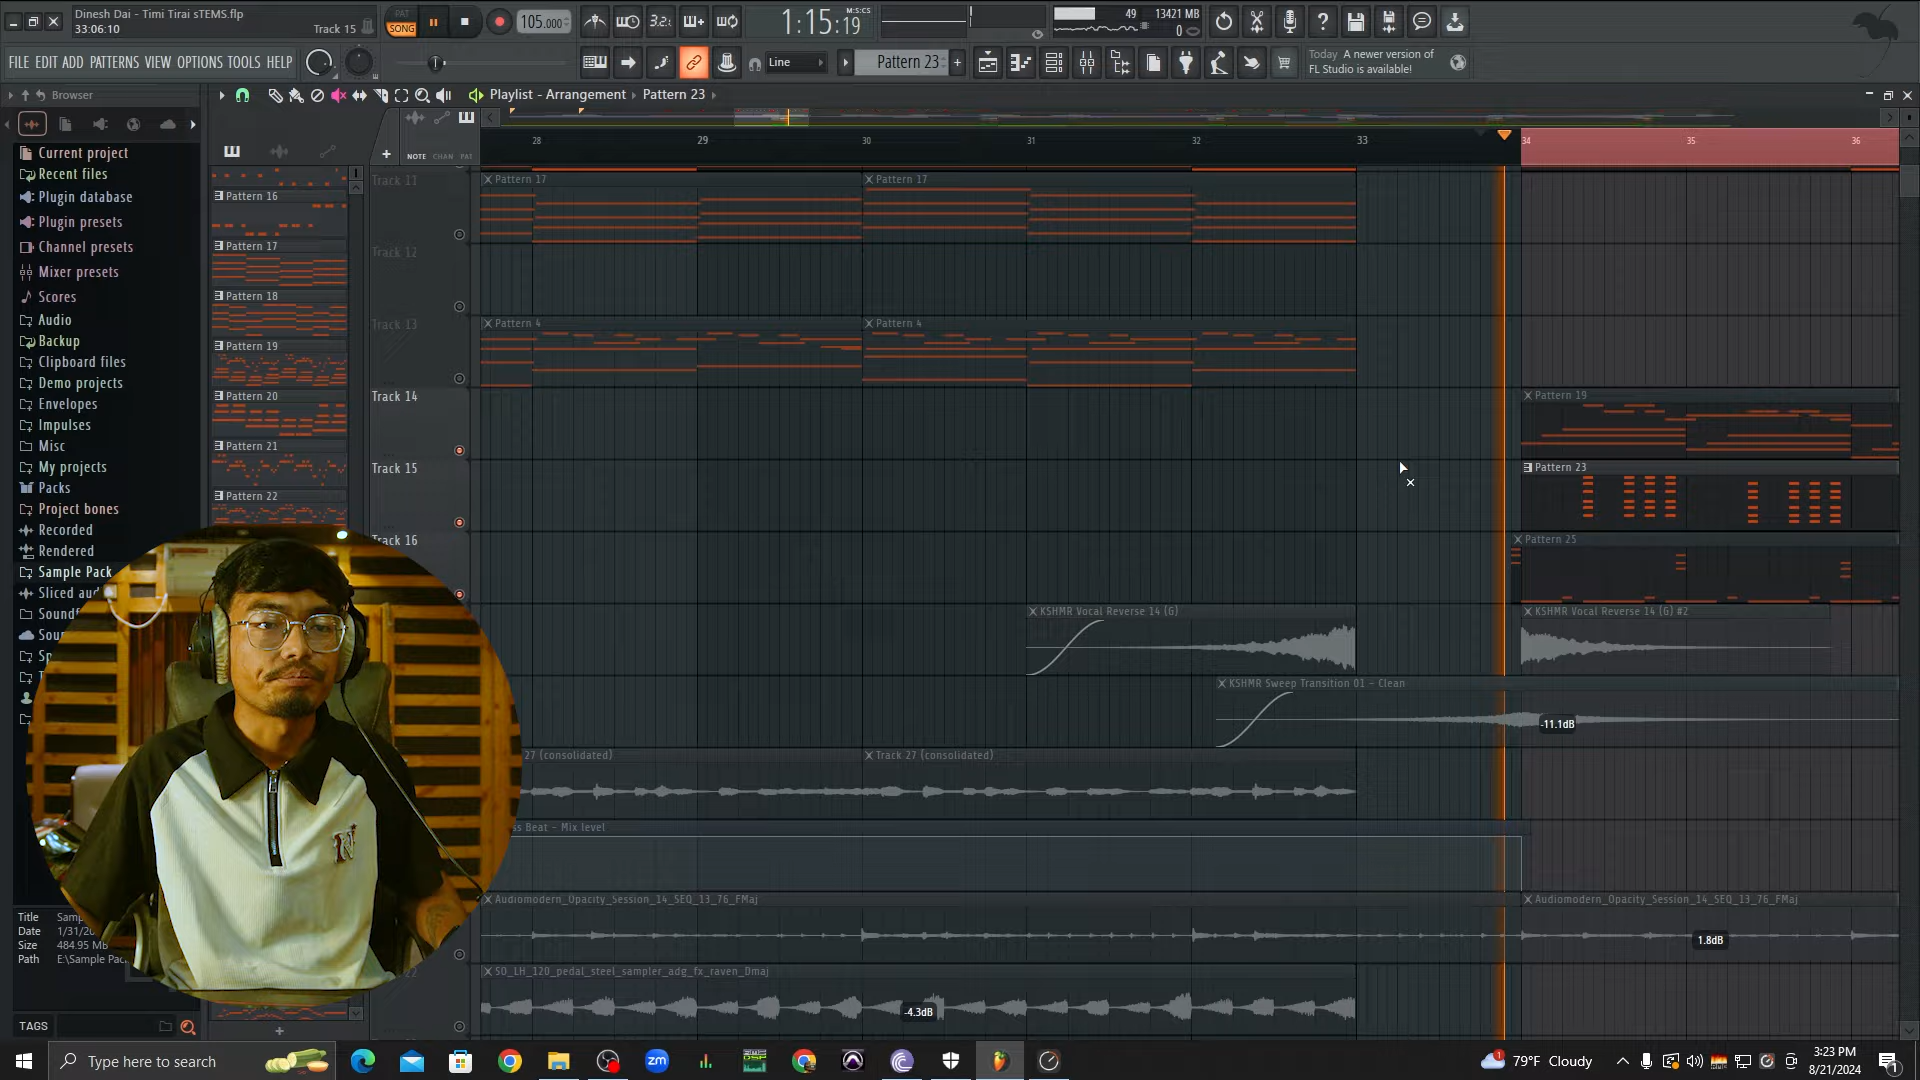 Dinesh Dai - Timi Tirai sTEMS.flp
33:06:10
Track 15
PAT
SONG
105.000
3.2.
1:15:19
M:S:CS
49
13421 MB
0
FILE EDIT ADD PATTERNS VIEW OPTIONS TOOLS HELP
Line
Pattern 23
Today A newer version of
FL Studio is available!
Browser
Playlist - Arrangement
Pattern 23
NOTE CHAN PAT
28
29
30
31
32
33
34
35
36
Current project
Recent files
Plugin database
Plugin presets
Channel presets
Mixer presets
Scores
Audio
Backup
Clipboard files
Demo projects
Envelopes
Impulses
Misc
My projects
Packs
Project bones
Recorded
Rendered
Sample Pack
Sliced au
Pattern 16
Pattern 17
Pattern 18
Pattern 19
Pattern 20
Pattern 21
Pattern 22
Track 11
Track 12
Track 13
Track 14
Track 15
Track 16
Pattern 17
Pattern 17
Pattern 4
Pattern 4
Pattern 19
Pattern 23
Pattern 25
KSHMR Vocal Reverse 14 (G)
KSHMR Vocal Reverse 14 (G) #2
KSHMR Sweep Transition 01 - Clean
-11.1dB
27 (consolidated)
Track 27 (consolidated)
ss Beat - Mix level
Audiomodern_Opacity_Session_14_SEQ_13_76_FMaj
Audiomodern_Opacity_Session_14_SEQ_13_76_FMaj
1.8dB
SO_LH_120_pedal_steel_sampler_adg_fx_raven_Dmaj
-4.3dB
Title Samp
Date 1/31/20
Size 484.95 MB
Path E:\Sample Pac
TAGS
Type here to search
zm
79°F Cloudy
3:23 PM
8/21/2024